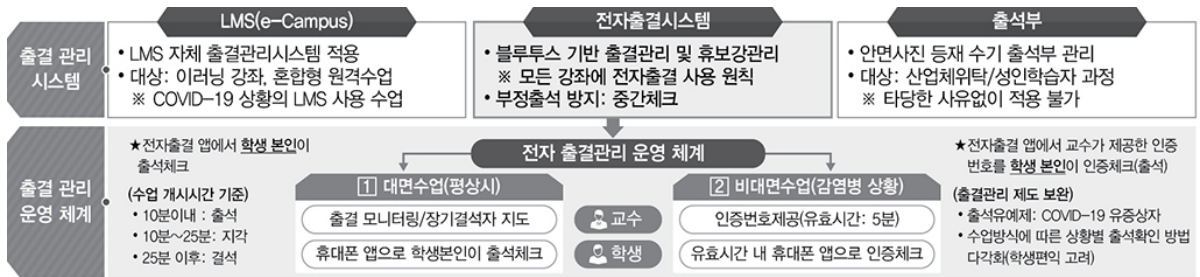 출결 관리
시스템
LMS(e-Campus)
• LMS 자체 출결관리시스템 적용
• 대상: 이러닝 강좌, 혼합형 원격수업
※ COVID-19 상황의 LMS 사용 수업
전자출결시스템
• 블루투스 기반 출결관리 및 휴보강관리
※ 모든 강좌에 전자출결 사용 원칙
• 부정출석 방지: 중간체크
출석부
• 안면사진 등재 수기 출석부 관리
• 대상: 산업체위탁/성인학습자 과정
※ 타당한 사유없이 적용 불가
출결 관리
운영 체계
★전자출결 앱에서 학생 본인이
출석체크
(수업 개시시간 기준)
• 10분이내 : 출석
• 10분~25분: 지각
• 25분 이후: 결석
전자 출결관리 운영 체계
1 대면수업(평상시)
출결 모니터링/장기결석자 지도
휴대폰 앱으로 학생본인이 출석체크
교수
학생
2 비대면수업(감염병 상황)
인증번호제공(유효시간: 5분)
유효시간 내 휴대폰 앱으로 인증체크
★전자출결 앱에서 교수가 제공한 인증
번호를 학생 본인이 인증체크(출석)
(출결관리 제도 보완)
• 출석유예제: COVID-19 유증상자
• 수업방식에 따른 상황별 출석확인 방법
다각화(학생편익 고려)